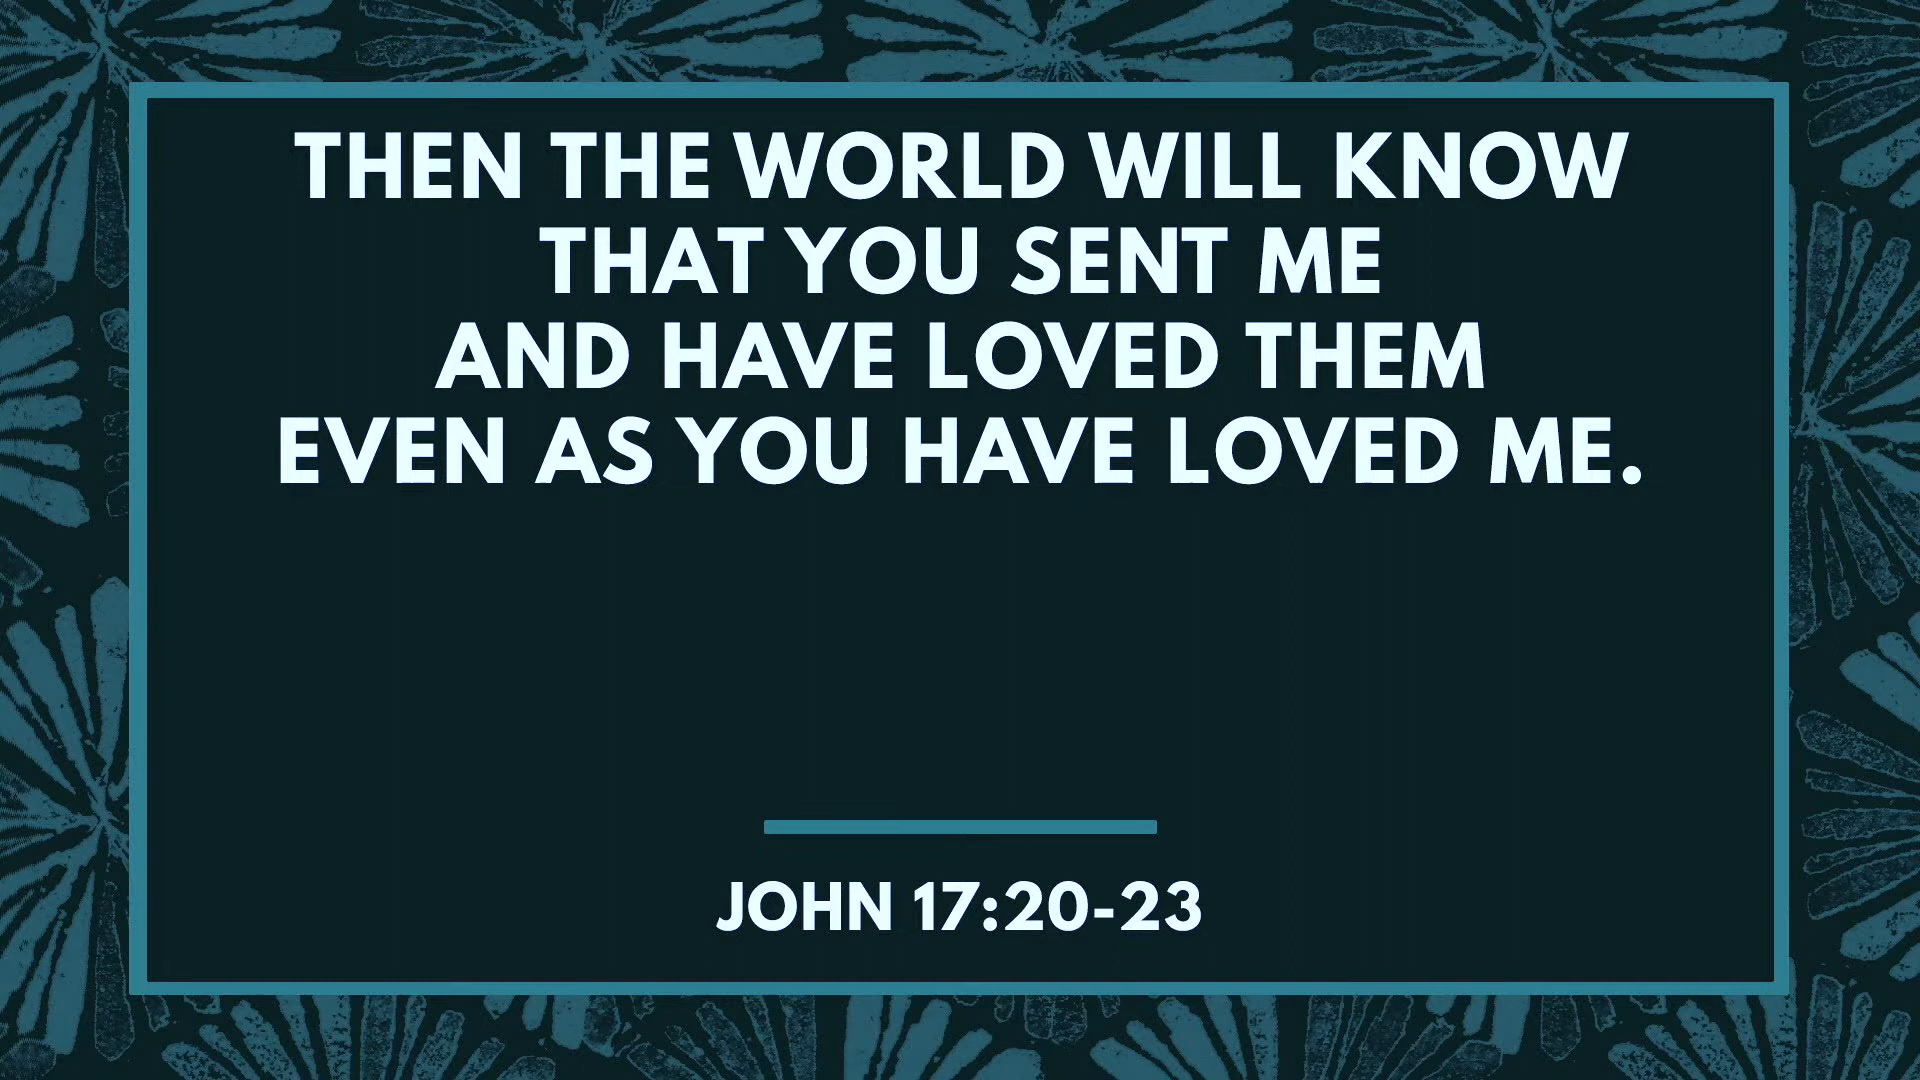 THEN THE WORLD WILL KNOW
THAT YOU SENT ME
AND HAVE LOVED THEM
EVEN AS YOU HAVE LOVED ME.
JOHN 17:20-23